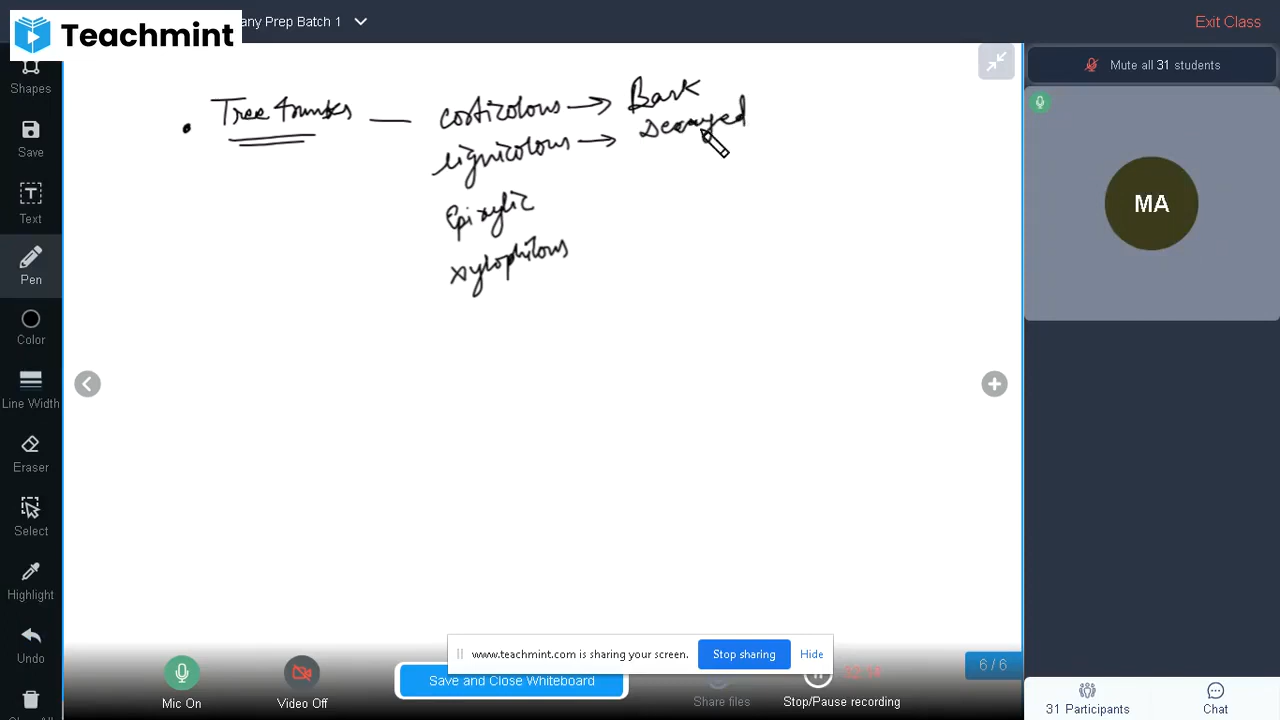 Teachmint
any Prep Batch 1
Exit Class
Shapes
Save
Text
Pen
Color
Line Width
Eraser
Select
Highlight
Undo
Tree trunks — corticolous → Bark
lignicolous → Decayed
Epixylic
xylophilous
Mute all 31 students
MA
www.teachmint.com is sharing your screen.
Stop sharing
Hide
6 / 6
Mic On
Video Off
Save and Close Whiteboard
Share files
Stop/Pause recording
31 Participants
Chat